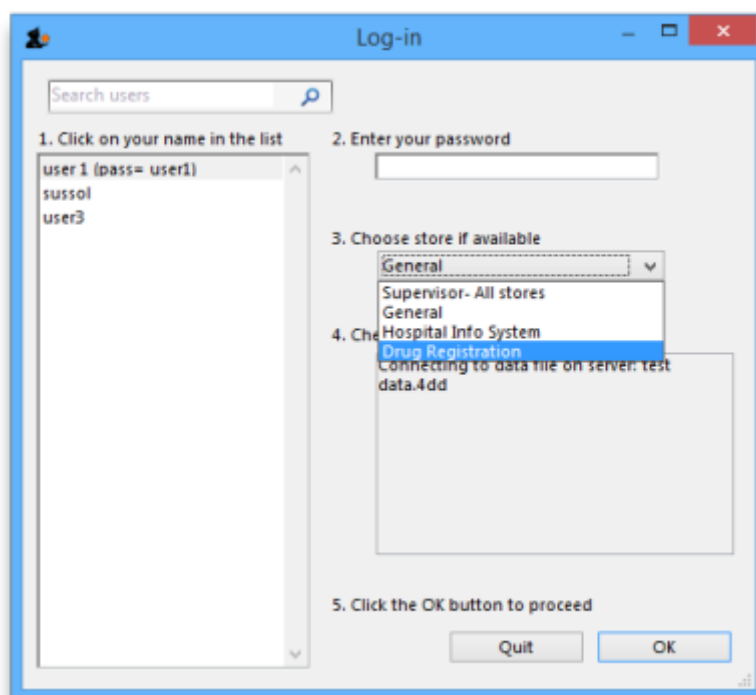 Log-in
Search users
1. Click on your name in the list
user 1 (pass= user1)
sussol
user3
2. Enter your password
3. Choose store if available
General
Supervisor- All stores
General
Hospital Info System
Drug Registration
4. Che
Connecting to data file on server: test
data.4dd
5. Click the OK button to proceed
Quit
OK